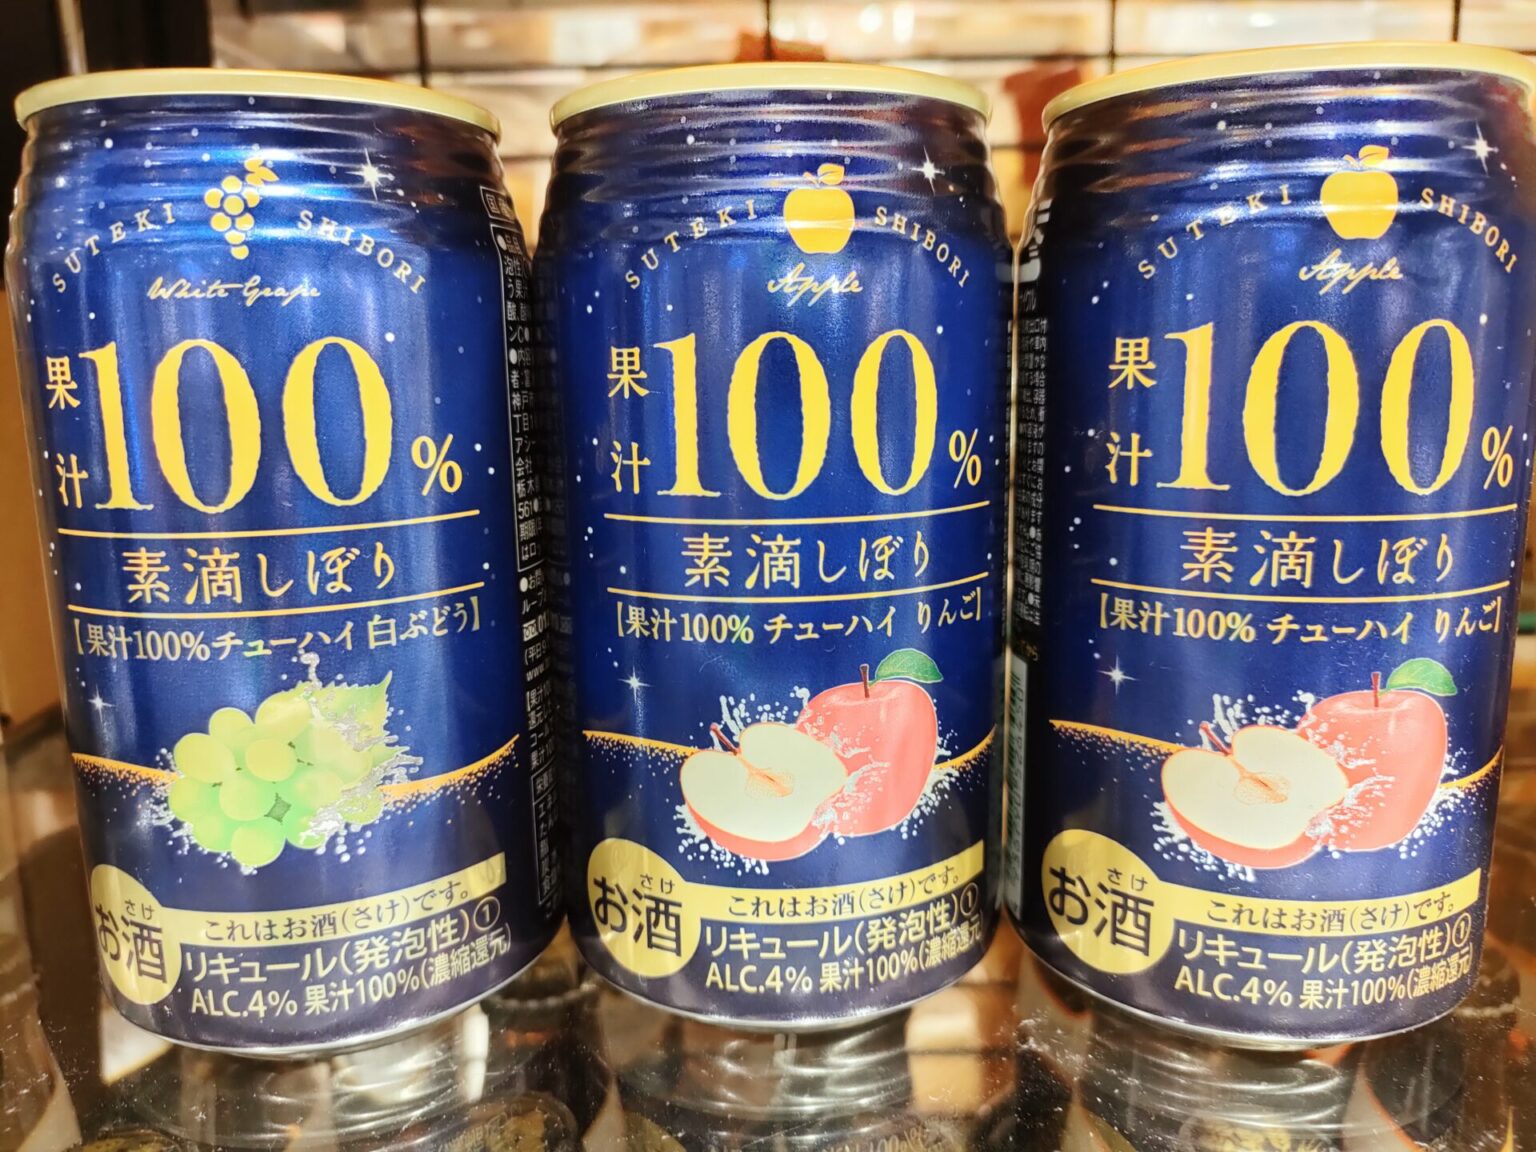 SUTEKI SHIBORI
White Grape
果汁100%
素滴しぼり
【果汁100%チューハイ 白ぶどう】
お酒
さけ
これはお酒(さけ)です。
リキュール(発泡性)①
ALC.4% 果汁100%(濃縮還元)
SUTEKI SHIBORI
Apple
果汁100%
素滴しぼり
【果汁100% チューハイ りんご】
お酒
さけ
これはお酒(さけ)です。
リキュール(発泡性)①
ALC.4% 果汁100%(濃縮還元)
SUTEKI SHIBORI
Apple
果汁100%
素滴しぼり
【果汁100% チューハイ りんご】
お酒
さけ
これはお酒(さけ)です。
リキュール(発泡性)①
ALC.4% 果汁100%(濃縮還元)